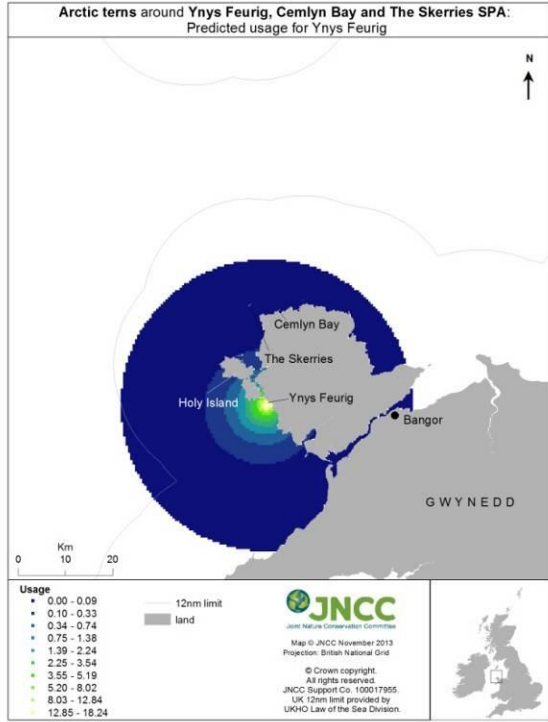 Arctic terns around Ynys Feurig, Cemlyn Bay and The Skerries SPA:
Predicted usage for Ynys Feurig
N
Cemlyn Bay
The Skerries
Holy Island
Ynys Feurig
Bangor
GWYNEDD
Km
0 10 20
Usage
0.00 - 0.09
0.10 - 0.33
0.34 - 0.74
0.75 - 1.38
1.39 - 2.24
2.25 - 3.54
3.55 - 5.19
5.20 - 8.02
8.03 - 12.84
12.85 - 18.24
12nm limit
land
JNCC
Joint Nature Conservation Committee
Map © JNCC November 2013
Projection: British National Grid
© Crown copyright.
All rights reserved.
JNCC Support Co. 100017955.
UK 12nm limit provided by
UKHO Law of the Sea Division.